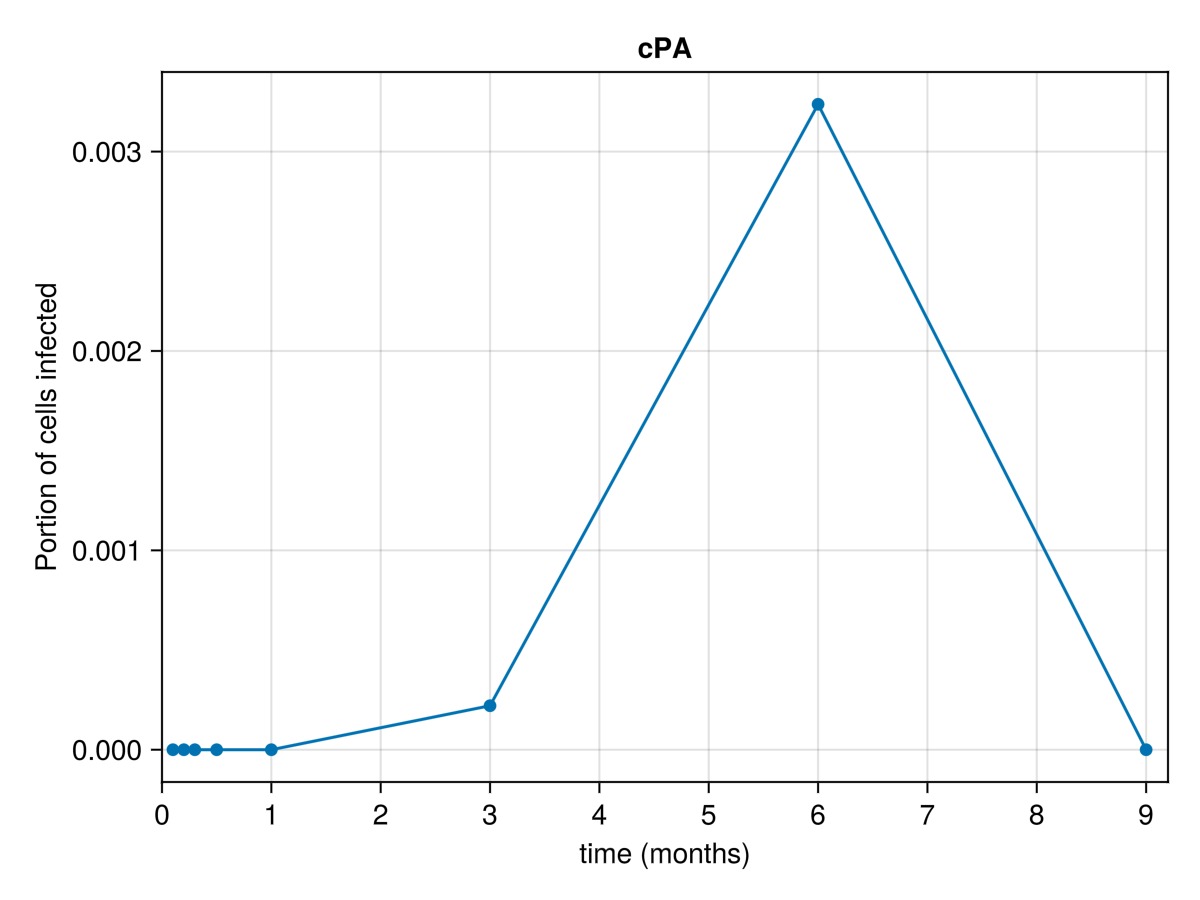 cPA
0.003
0.002
0.001
0.000
Portion of cells infected
0 1 2 3 4 5 6 7 8 9
time (months)